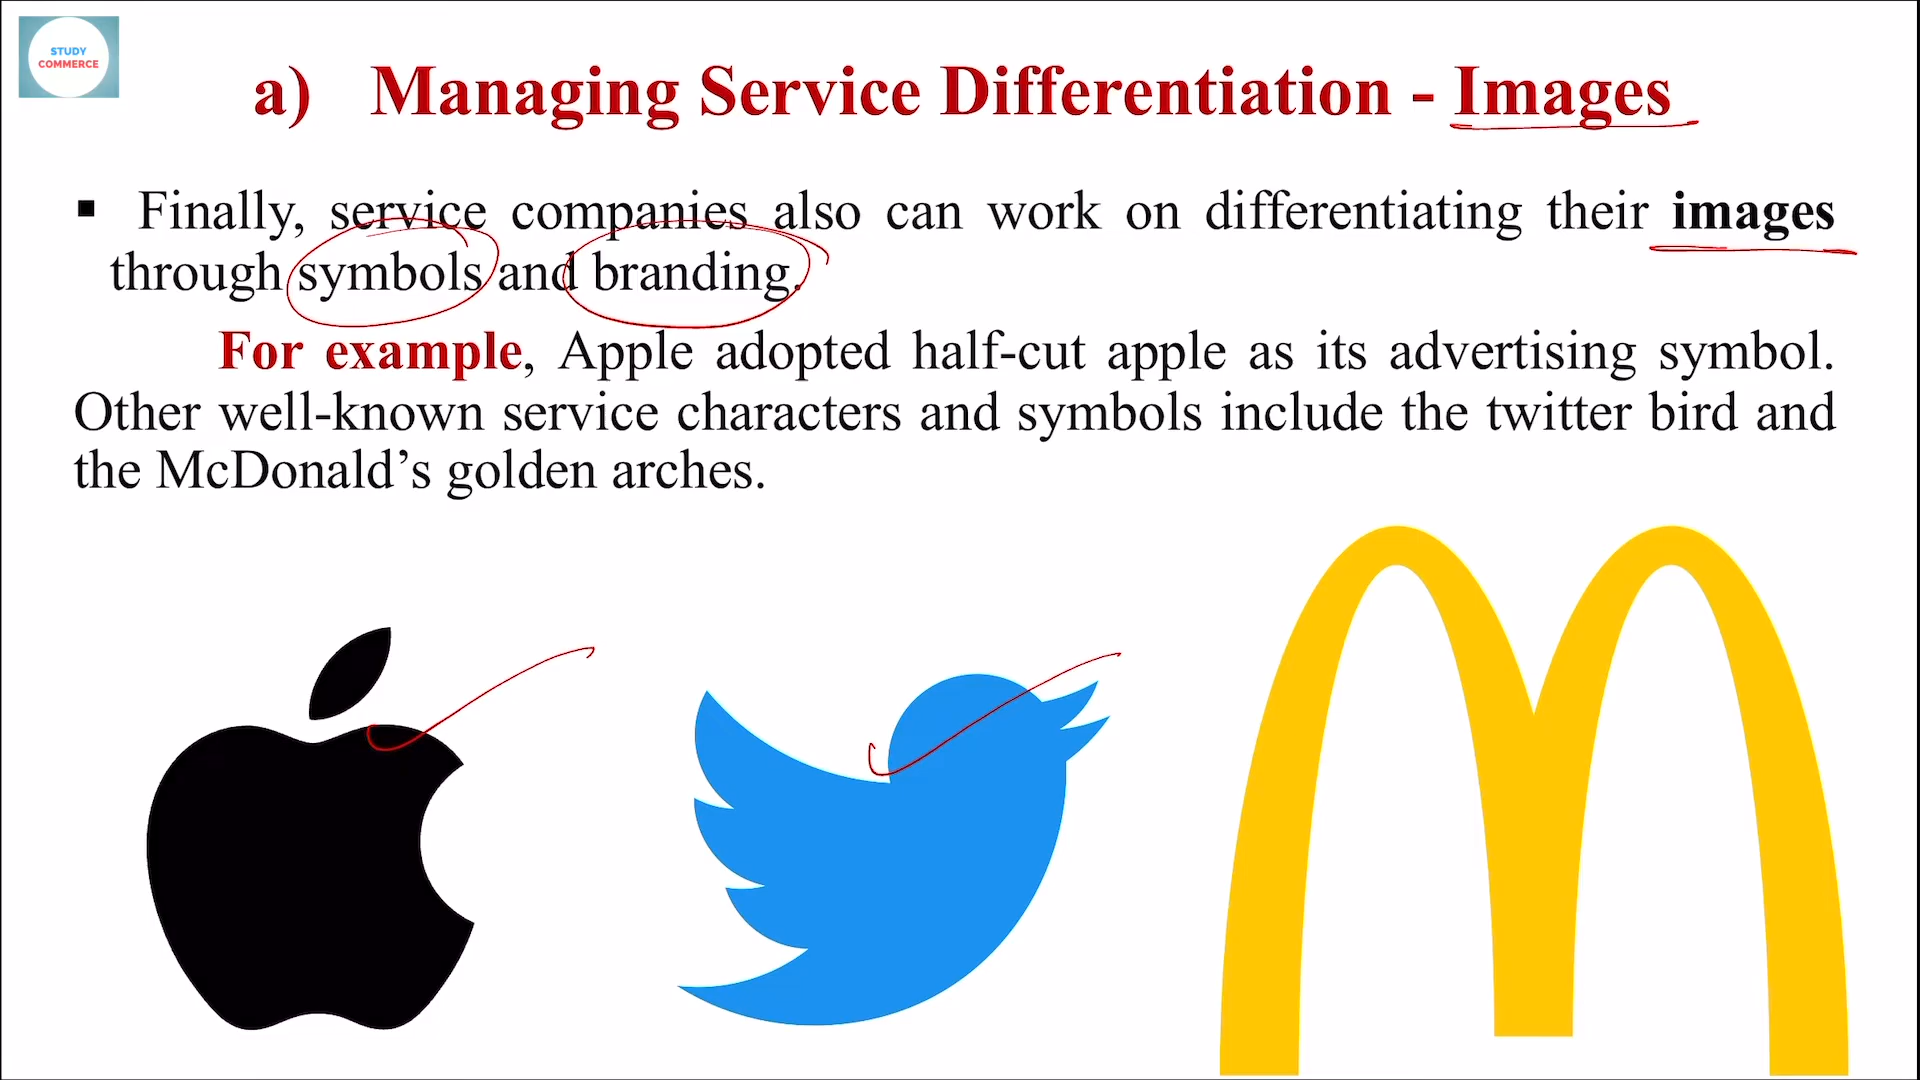 STUDY
COMMERCE
a) Managing Service Differentiation - Images
▪ Finally, service companies also can work on differentiating their images
through symbols and branding.
For example, Apple adopted half-cut apple as its advertising symbol.
Other well-known service characters and symbols include the twitter bird and
the McDonald’s golden arches.